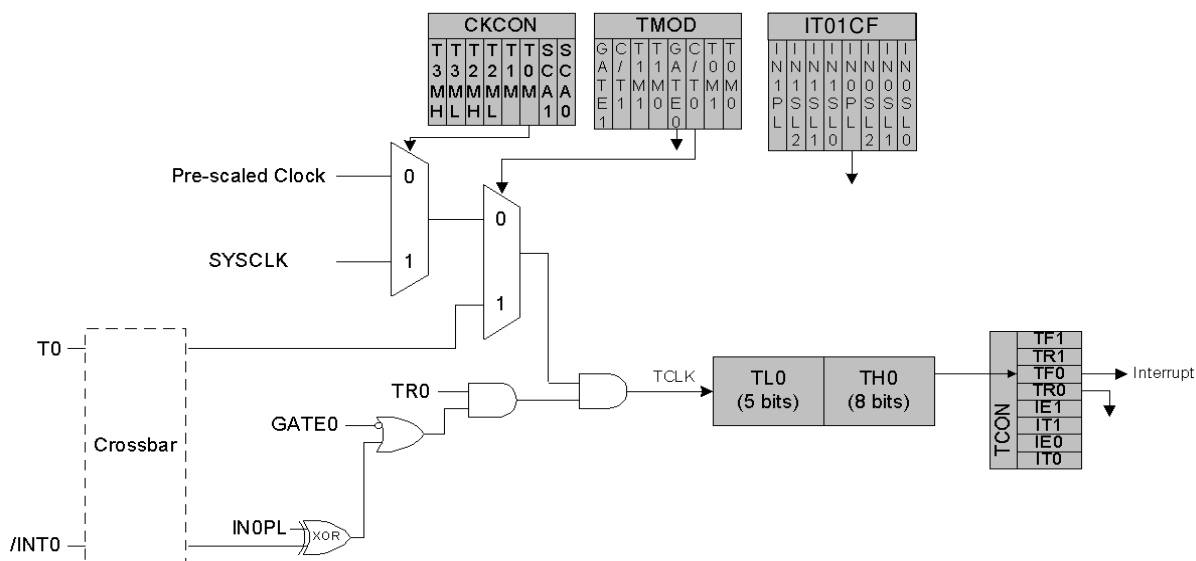 CKCON
T3MH
T3ML
T2MH
T2ML
T1M
T0M
SCA1
SCA0
TMOD
GATE1
C/T1
T1M1
T1M0
GATE0
C/T0
T0M1
T0M0
IT01CF
IN1PL
IN1SL2
IN1SL1
IN1SL0
IN0PL
IN0SL2
IN0SL1
IN0SL0
Pre-scaled Clock
0
SYSCLK
1
0
1
T0
Crossbar
/INT0
TR0
GATE0
IN0PL
XOR
TCLK
TL0
(5 bits)
TH0
(8 bits)
TCON
TF1
TR1
TF0
TR0
IE1
IT1
IE0
IT0
Interrupt